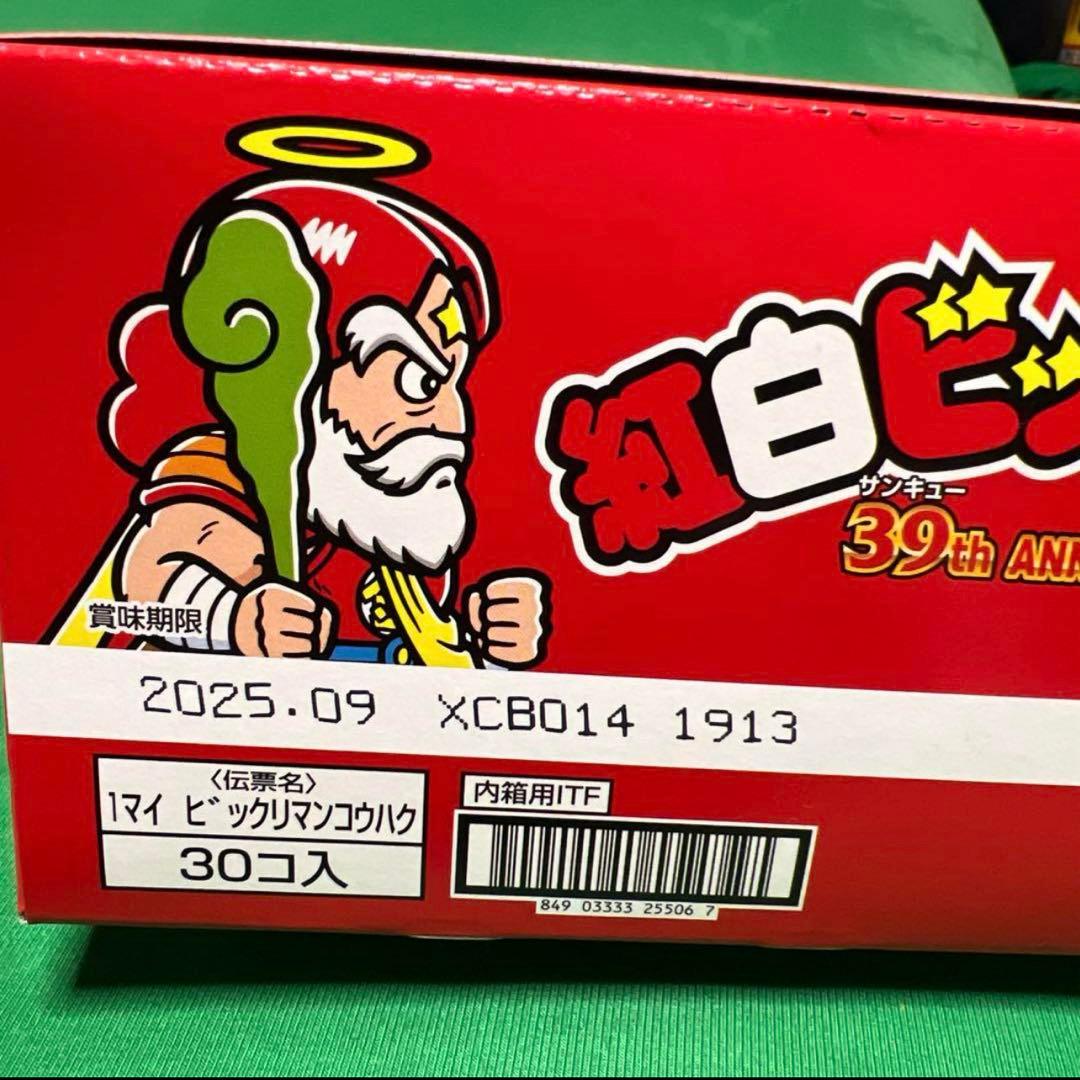 紅白ビ
サンキュー
39th ANN
賞味期限
2025.09 XCB014 1913
〈伝票名〉
1マイ ビックリマンコウハク
30コ入
内箱用ITF
849 03333 25506 7